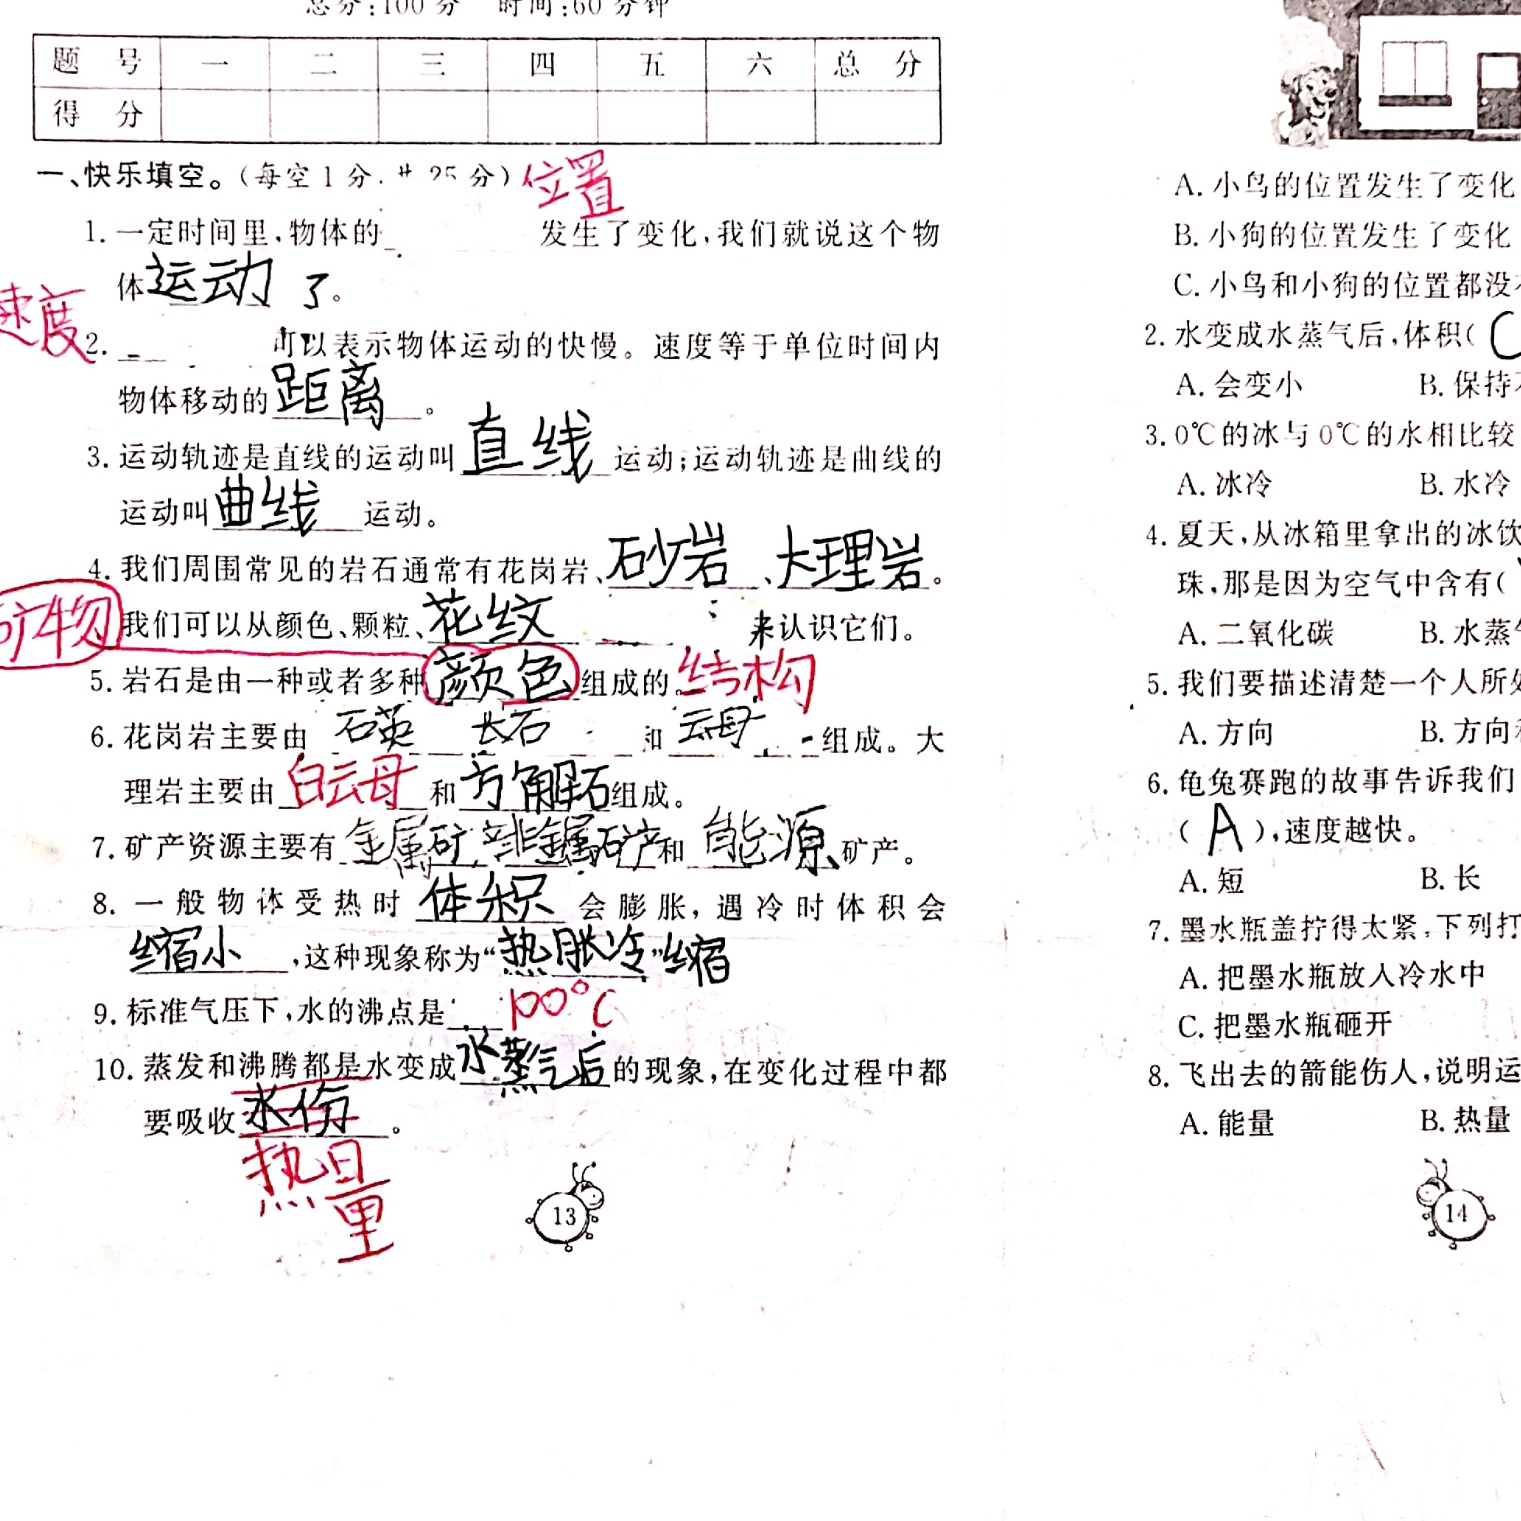 总分:100分 时间:60分钟
题 号 一 二 三 四 五 六 总 分
得 分
一、快乐填空。(每空1分,共25分) 位置
1. 一定时间里,物体的 发生了变化,我们就说这个物
体运动了。
速度
2. 可以表示物体运动的快慢。速度等于单位时间内
物体移动的距离。
3. 运动轨迹是直线的运动叫直线运动;运动轨迹是曲线的
运动叫曲线运动。
4. 我们周围常见的岩石通常有花岗岩、砂岩、大理岩。
矿物 我们可以从颜色、颗粒、花纹 来认识它们。
5. 岩石是由一种或者多种颜色组成的。结构
6. 花岗岩主要由 石英 长石 和 云母 组成。大
理岩主要由白云母和方解石组成。
7. 矿产资源主要有金属矿 非金属矿产和 能源矿产。
8. 一般物体受热时 体积 会膨胀,遇冷时体积会
缩小,这种现象称为“热胀冷”缩
9. 标准气压下,水的沸点是 100°C
10. 蒸发和沸腾都是水变成水蒸气后的现象,在变化过程中都
要吸收水份。
热量
13
A. 小鸟的位置发生了变化
B. 小狗的位置发生了变化
C. 小鸟和小狗的位置都没
2. 水变成水蒸气后,体积( C
A. 会变小 B. 保持
3. 0℃的冰与0℃的水相比较
A. 冰冷 B. 水冷
4. 夏天,从冰箱里拿出的冰饮
珠,那是因为空气中含有(
A. 二氧化碳 B. 水蒸
5. 我们要描述清楚一个人所处
A. 方向 B. 方向
6. 龟兔赛跑的故事告诉我们
( A ),速度越快。
A. 短 B. 长
7. 墨水瓶盖拧得太紧,下列打
A. 把墨水瓶放入冷水中
C. 把墨水瓶砸开
8. 飞出去的箭能伤人,说明运
A. 能量 B. 热量
14